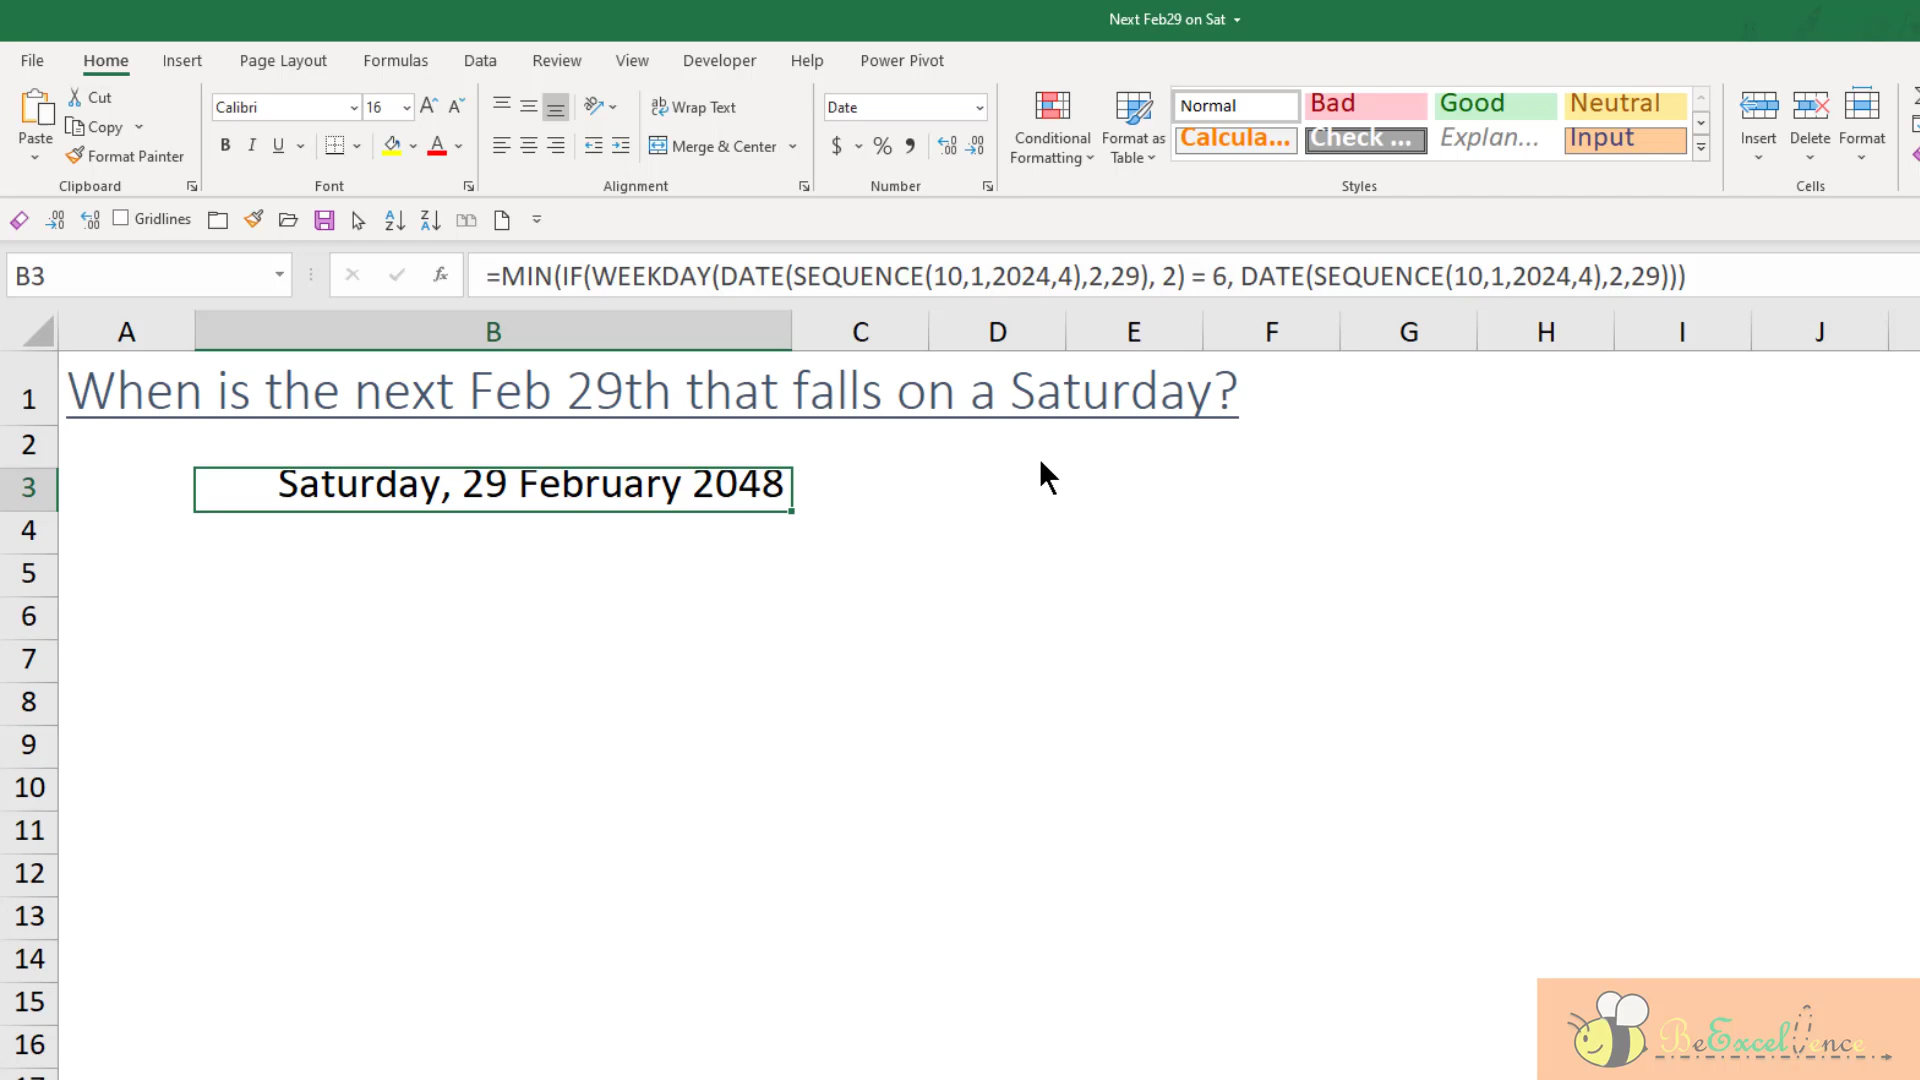 Next Feb29 on Sat
File Home Insert Page Layout Formulas Data Review View Developer Help Power Pivot
Paste
Cut
Copy
Format Painter
Clipboard
Calibri 16
B I U
Font
Wrap Text
Merge & Center
Alignment
Date
$ % ,
Number
Conditional Formatting
Format as Table
Normal Bad Good Neutral
Calcula... Check ... Explan... Input
Styles
Insert Delete Format
Cells
Gridlines
B3
fx
=MIN(IF(WEEKDAY(DATE(SEQUENCE(10,1,2024,4),2,29), 2) = 6, DATE(SEQUENCE(10,1,2024,4),2,29)))
A B C D E F G H I J
1 When is the next Feb 29th that falls on a Saturday?
2
3 Saturday, 29 February 2048
4
5
6
7
8
9
10
11
12
13
14
15
16
BeExcellence